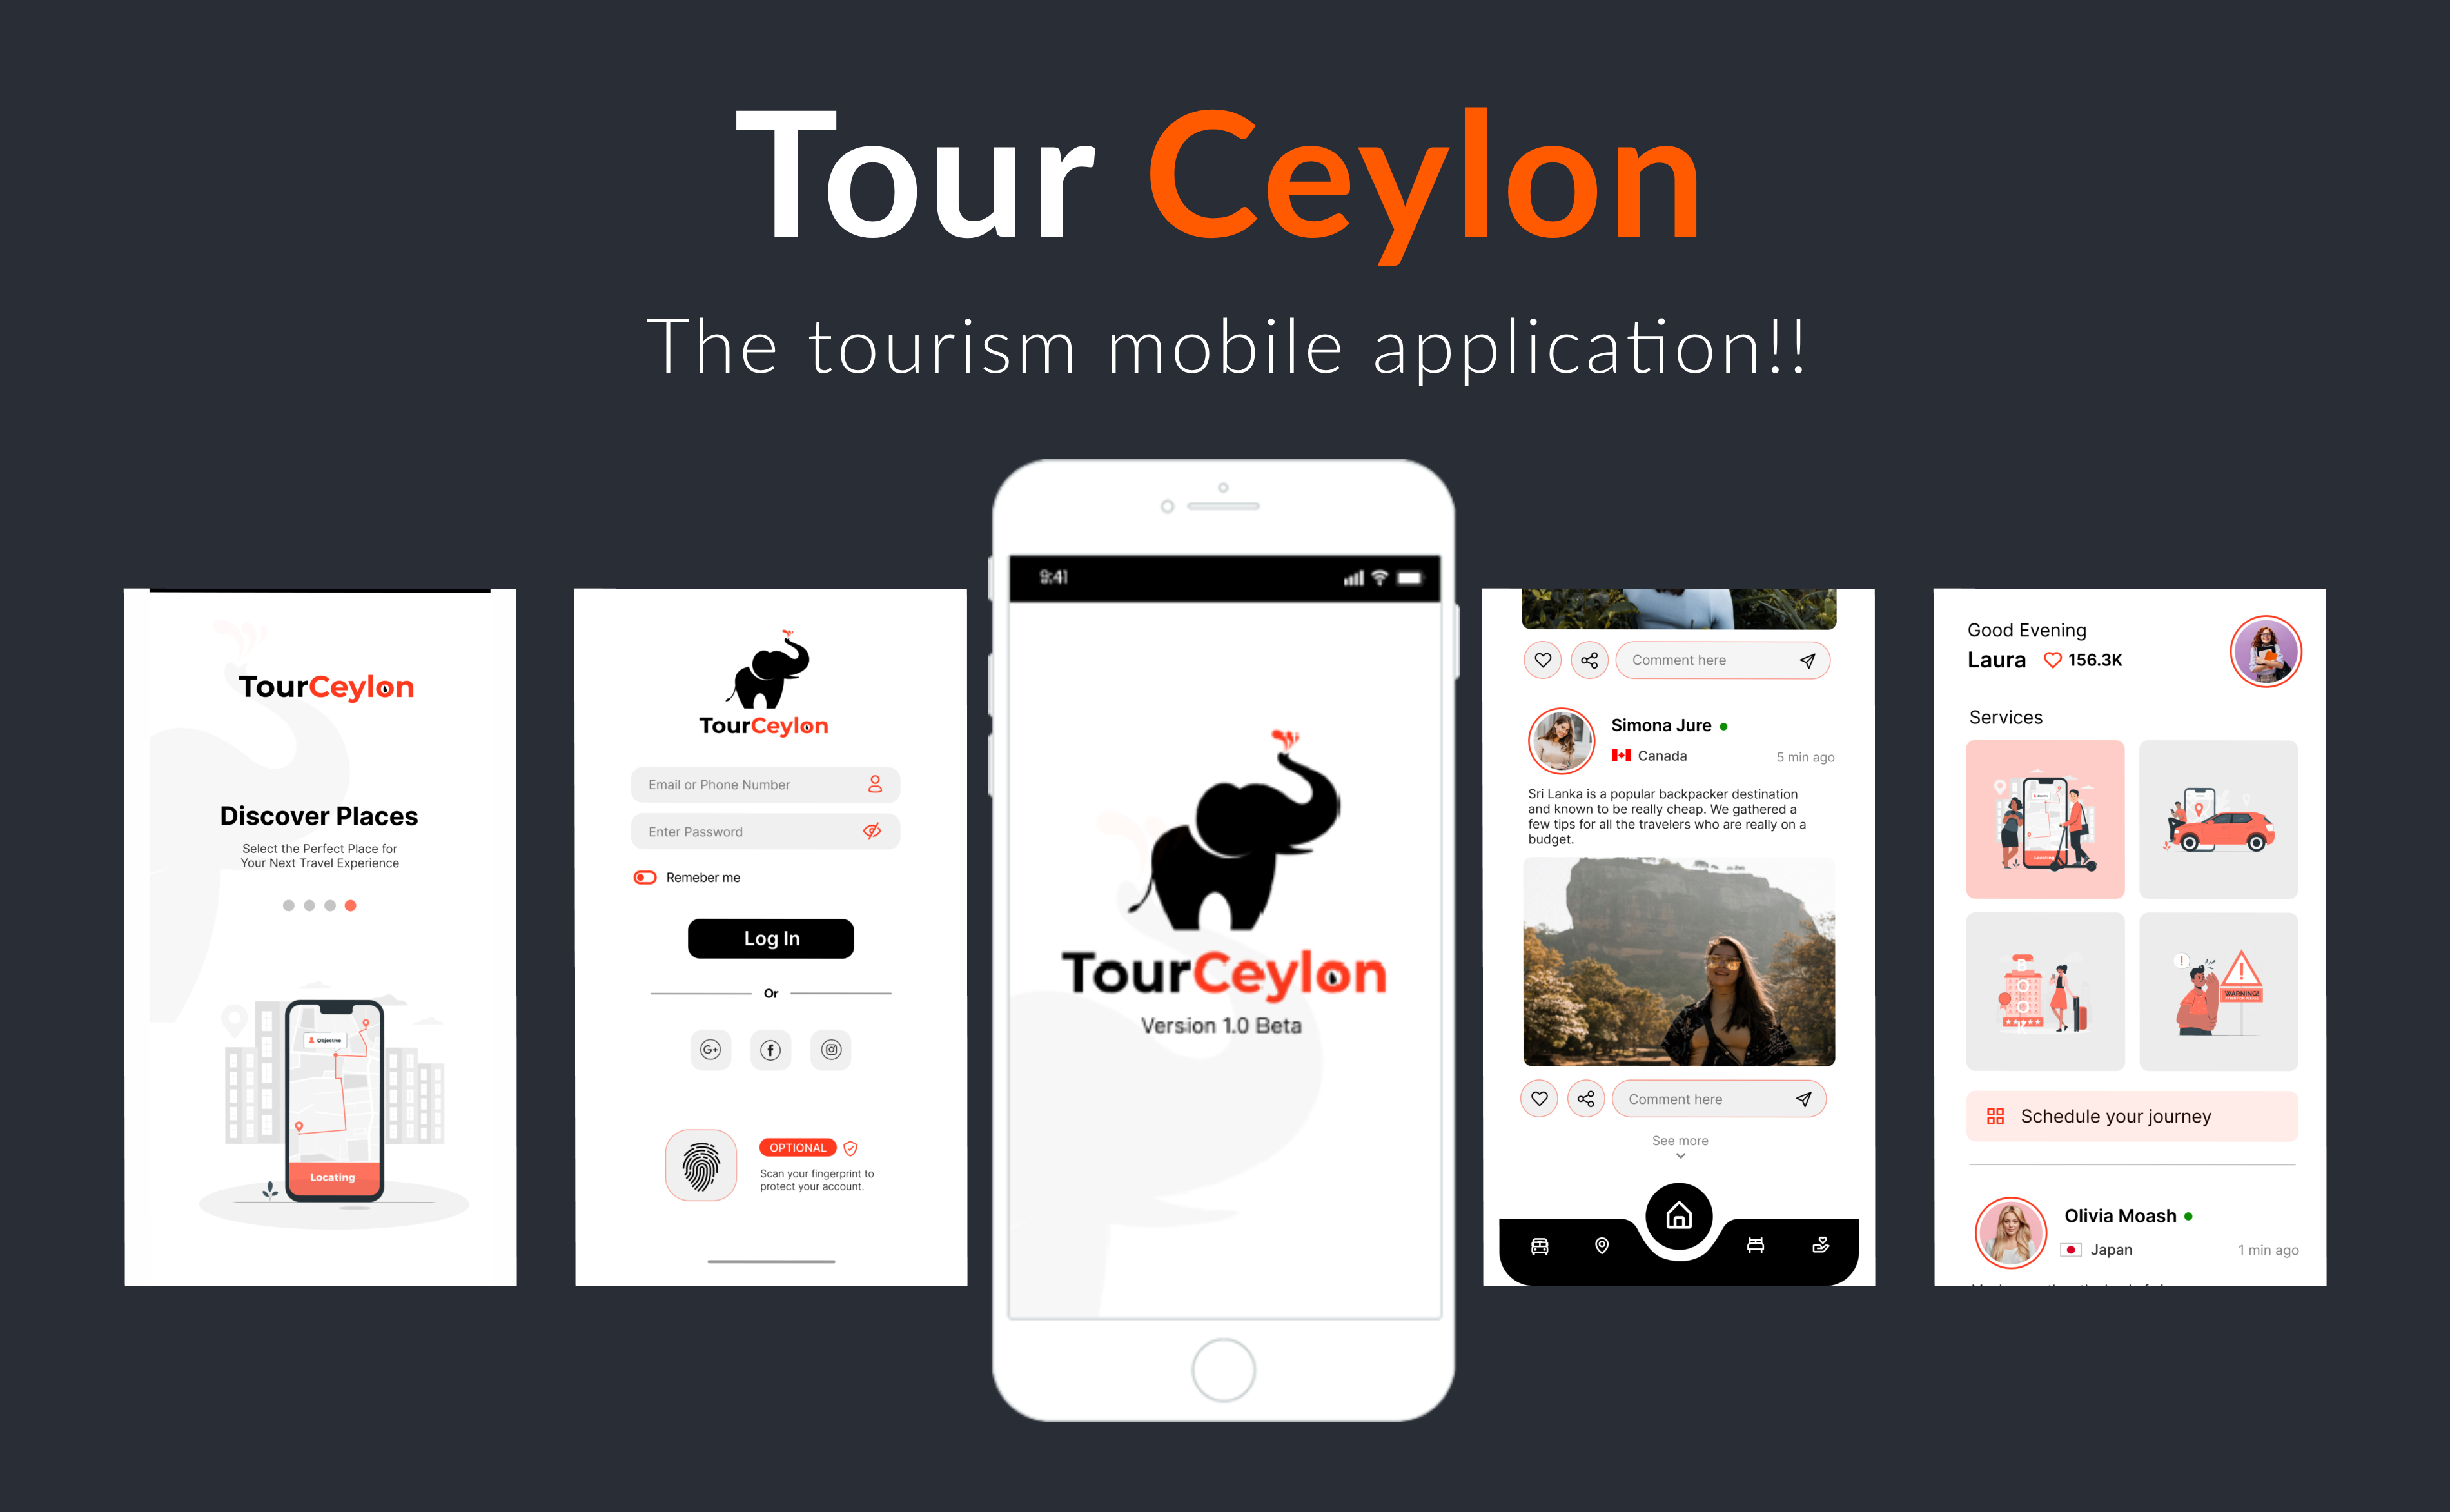 Tour Ceylon
The tourism mobile application!!
TourCeylon
Discover Places
Select the Perfect Place for
Your Next Travel Experience
Objective
Locating
TourCeylon
Email or Phone Number
Enter Password
Remeber me
Log In
Or
G+
f
OPTIONAL
Scan your fingerprint to
protect your account.
9:41
TourCeylon
Version 1.0 Beta
Comment here
Simona Jure
Canada
5 min ago
Sri Lanka is a popular backpacker destination
and known to be really cheap. We gathered a
few tips for all the travelers who are really on a
budget.
Comment here
See more
Good Evening
Laura 156.3K
Services
Locating
BOOK
!
!
WARNING!
Schedule your journey
Olivia Moash
Japan
1 min ago